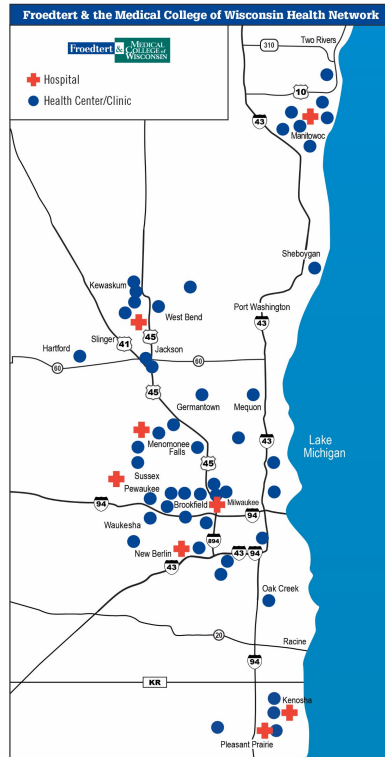 Froedtert & the Medical College of Wisconsin Health Network
Froedtert & MEDICAL COLLEGE of WISCONSIN
Hospital
Health Center/Clinic
Two Rivers
310
10
43
Manitowoc
Sheboygan
Kewaskum
Port Washington
43
West Bend
Slinger
41
45
Hartford
Jackson
60
60
45
Germantown
Mequon
Menomonee
Falls
43
Lake
Michigan
45
Sussex
Pewaukee
94
Brookfield
Milwaukee
94
Waukesha
894
New Berlin
43
43
94
Oak Creek
20
Racine
94
KR
Kenosha
Pleasant Prairie